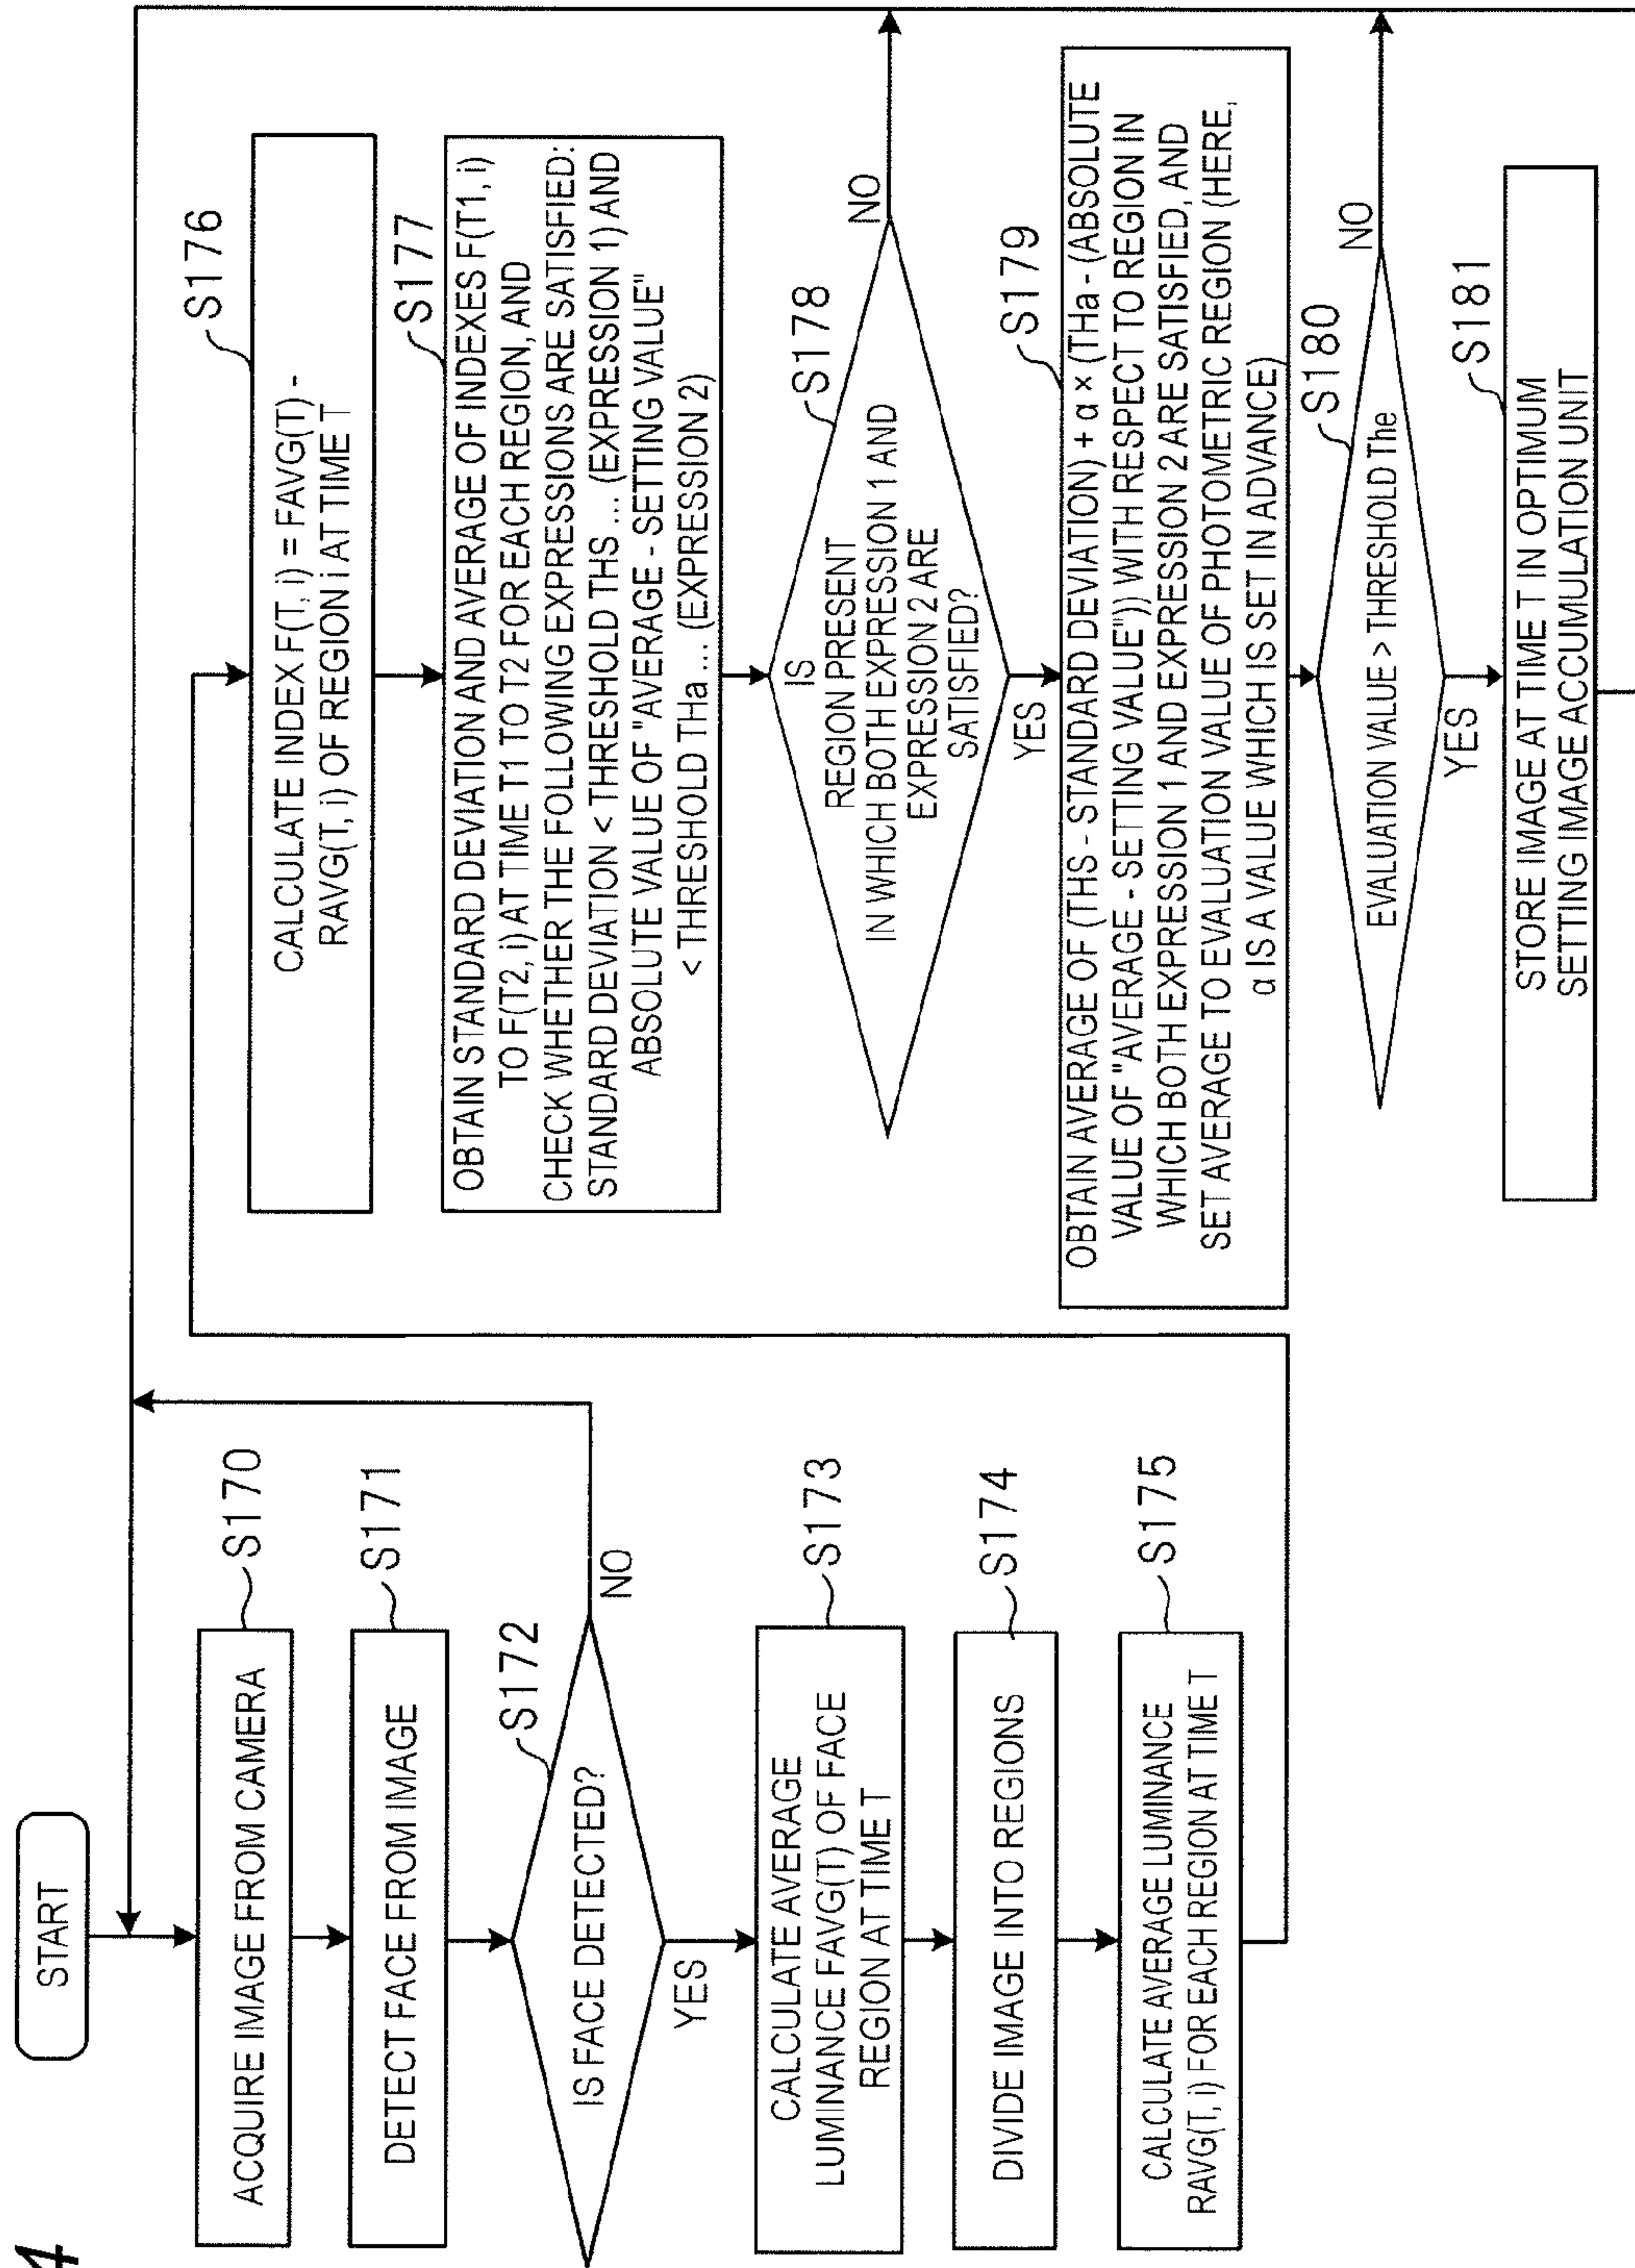 4
START
ACQUIRE IMAGE FROM CAMERA
S170
DETECT FACE FROM IMAGE
S171
IS FACE DETECTED?
S172
NO
YES
CALCULATE AVERAGE
LUMINANCE FAVG(T) OF FACE
REGION AT TIME T
S173
DIVIDE IMAGE INTO REGIONS
S174
CALCULATE AVERAGE LUMINANCE
RAVG(T, i) FOR EACH REGION AT TIME T
S175
CALCULATE INDEX F(T, i) = FAVG(T) -
RAVG(T, i) OF REGION i AT TIME T
S176
OBTAIN STANDARD DEVIATION AND AVERAGE OF INDEXES F(T1, i)
TO F(T2, i) AT TIME T1 TO T2 FOR EACH REGION, AND
CHECK WHETHER THE FOLLOWING EXPRESSIONS ARE SATISFIED:
STANDARD DEVIATION < THRESHOLD THS ... (EXPRESSION 1) AND
ABSOLUTE VALUE OF "AVERAGE - SETTING VALUE"
< THRESHOLD THa ... (EXPRESSION 2)
S177
IS
REGION PRESENT
IN WHICH BOTH EXPRESSION 1 AND
EXPRESSION 2 ARE
SATISFIED?
S178
NO
YES
OBTAIN AVERAGE OF (THS - STANDARD DEVIATION) + α × (THa - (ABSOLUTE
VALUE OF "AVERAGE - SETTING VALUE")) WITH RESPECT TO REGION IN
WHICH BOTH EXPRESSION 1 AND EXPRESSION 2 ARE SATISFIED, AND
SET AVERAGE TO EVALUATION VALUE OF PHOTOMETRIC REGION (HERE,
α IS A VALUE WHICH IS SET IN ADVANCE)
S179
EVALUATION VALUE > THRESHOLD The
S180
NO
YES
STORE IMAGE AT TIME T IN OPTIMUM
SETTING IMAGE ACCUMULATION UNIT
S181